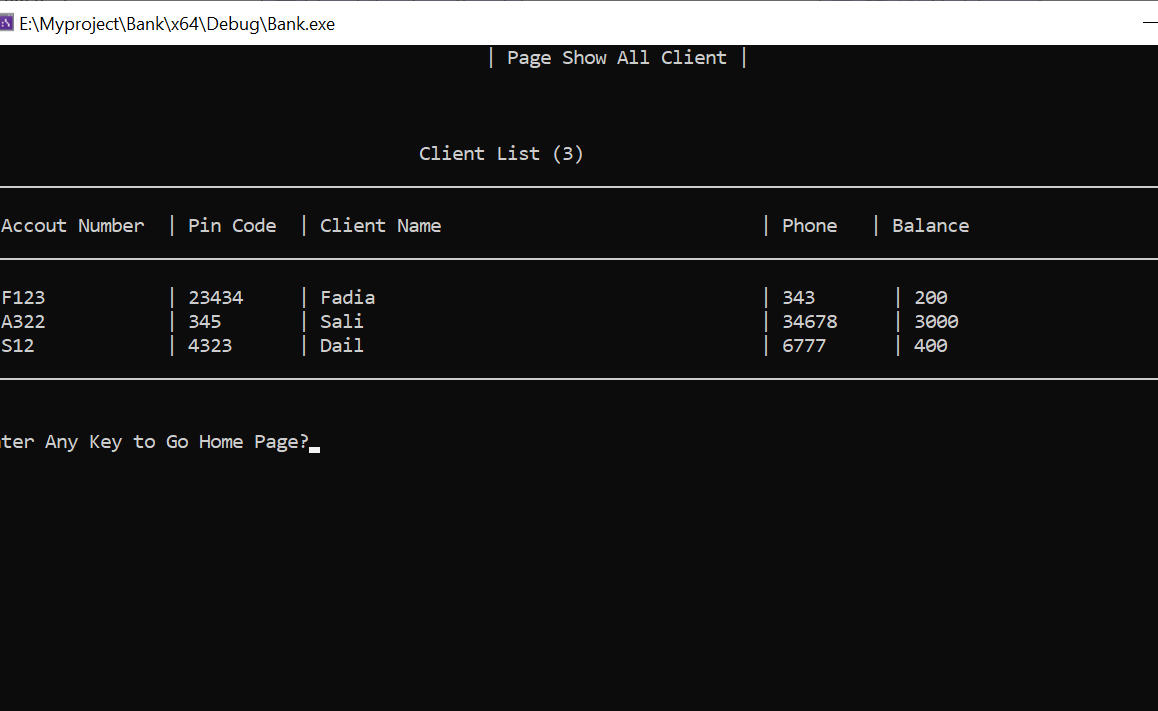 E:\Myproject\Bank\x64\Debug\Bank.exe
| Page Show All Client |
Client List (3)
Accout Number | Pin Code | Client Name | Phone | Balance
F123 | 23434 | Fadia | 343 | 200
A322 | 345 | Sali | 34678 | 3000
S12 | 4323 | Dail | 6777 | 400
ter Any Key to Go Home Page?